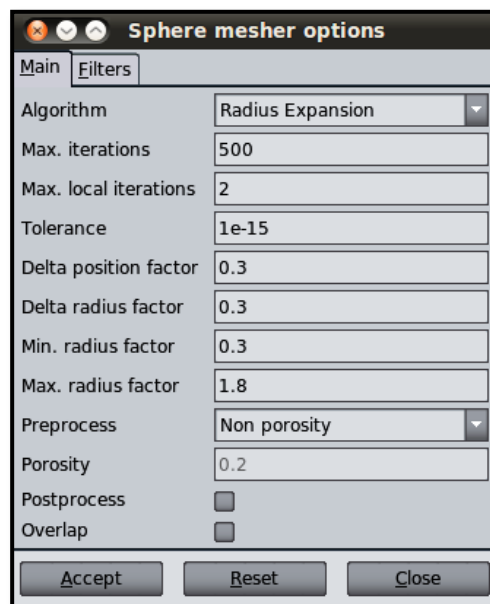 Sphere mesher options
Main Filters
Algorithm Radius Expansion
Max. iterations 500
Max. local iterations 2
Tolerance 1e-15
Delta position factor 0.3
Delta radius factor 0.3
Min. radius factor 0.3
Max. radius factor 1.8
Preprocess Non porosity
Porosity 0.2
Postprocess
Overlap
Accept Reset Close